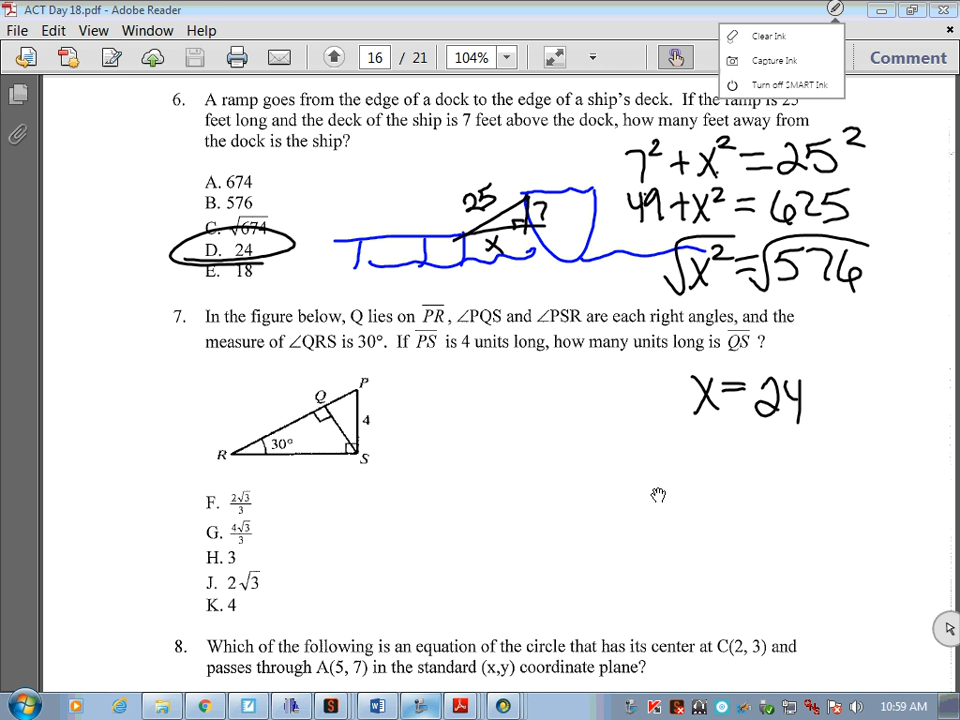 ACT Day 18.pdf - Adobe Reader
File Edit View Window Help
Clear Ink
Capture Ink
Turn off SMART Ink
16 / 21 104% Comment
6. A ramp goes from the edge of a dock to the edge of a ship's deck. If the ramp is 25
feet long and the deck of the ship is 7 feet above the dock, how many feet away from
the dock is the ship?
A. 674
B. 576
C. √674
D. 24
E. 18
25
7
x
7² + x² = 25²
49 + x² = 625
√x² = √576
x = 24
7. In the figure below, Q lies on PR, ∠PQS and ∠PSR are each right angles, and the
measure of ∠QRS is 30°. If PS is 4 units long, how many units long is QS ?
P
Q
4
30°
R
S
F. 2√3/3
G. 4√3/3
H. 3
J. 2√3
K. 4
8. Which of the following is an equation of the circle that has its center at C(2, 3) and
passes through A(5, 7) in the standard (x,y) coordinate plane?
10:59 AM